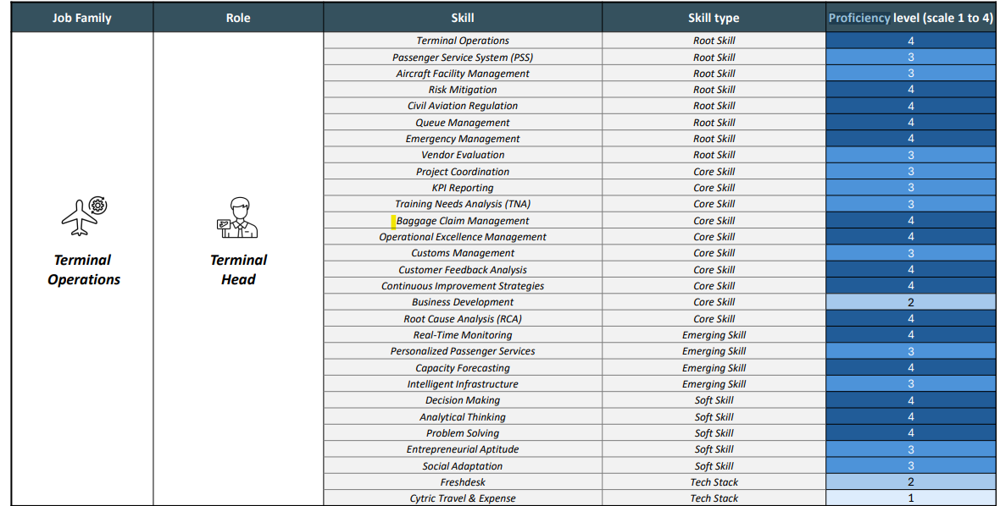 Job Family Role Skill Skill type Proficiency level (scale 1 to 4)
Terminal Operations Root Skill 4
Passenger Service System (PSS) Root Skill 3
Aircraft Facility Management Root Skill 3
Risk Mitigation Root Skill 4
Civil Aviation Regulation Root Skill 4
Queue Management Root Skill 4
Emergency Management Root Skill 4
Vendor Evaluation Root Skill 3
Project Coordination Core Skill 3
KPI Reporting Core Skill 3
Training Needs Analysis (TNA) Core Skill 3
Baggage Claim Management Core Skill 4
Operational Excellence Management Core Skill 4
Customs Management Core Skill 3
Terminal
Operations
Terminal
Head
Customer Feedback Analysis Core Skill 4
Continuous Improvement Strategies Core Skill 4
Business Development Core Skill 2
Root Cause Analysis (RCA) Core Skill 4
Real-Time Monitoring Emerging Skill 4
Personalized Passenger Services Emerging Skill 3
Capacity Forecasting Emerging Skill 4
Intelligent Infrastructure Emerging Skill 3
Decision Making Soft Skill 4
Analytical Thinking Soft Skill 4
Problem Solving Soft Skill 4
Entrepreneurial Aptitude Soft Skill 3
Social Adaptation Soft Skill 3
Freshdesk Tech Stack 2
Cytric Travel & Expense Tech Stack 1